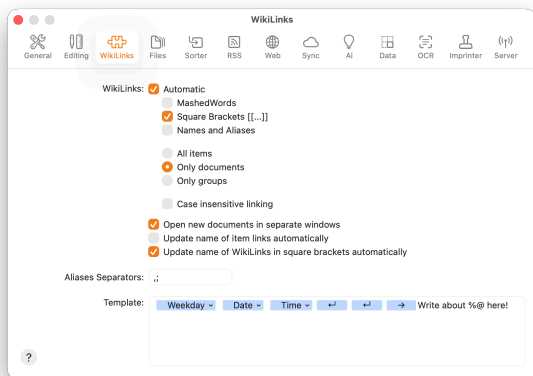 WikiLinks
General Editing WikiLinks Files Sorter RSS Web Sync AI Data OCR Imprinter Server
WikiLinks: Automatic
MashedWords
Square Brackets [[...]]
Names and Aliases
All items
Only documents
Only groups
Case insensitive linking
Open new documents in separate windows
Update name of item links automatically
Update name of WikiLinks in square brackets automatically
Aliases Separators: ,;
Template: Weekday Date Time ↵ ↵ → Write about %@ here!
?